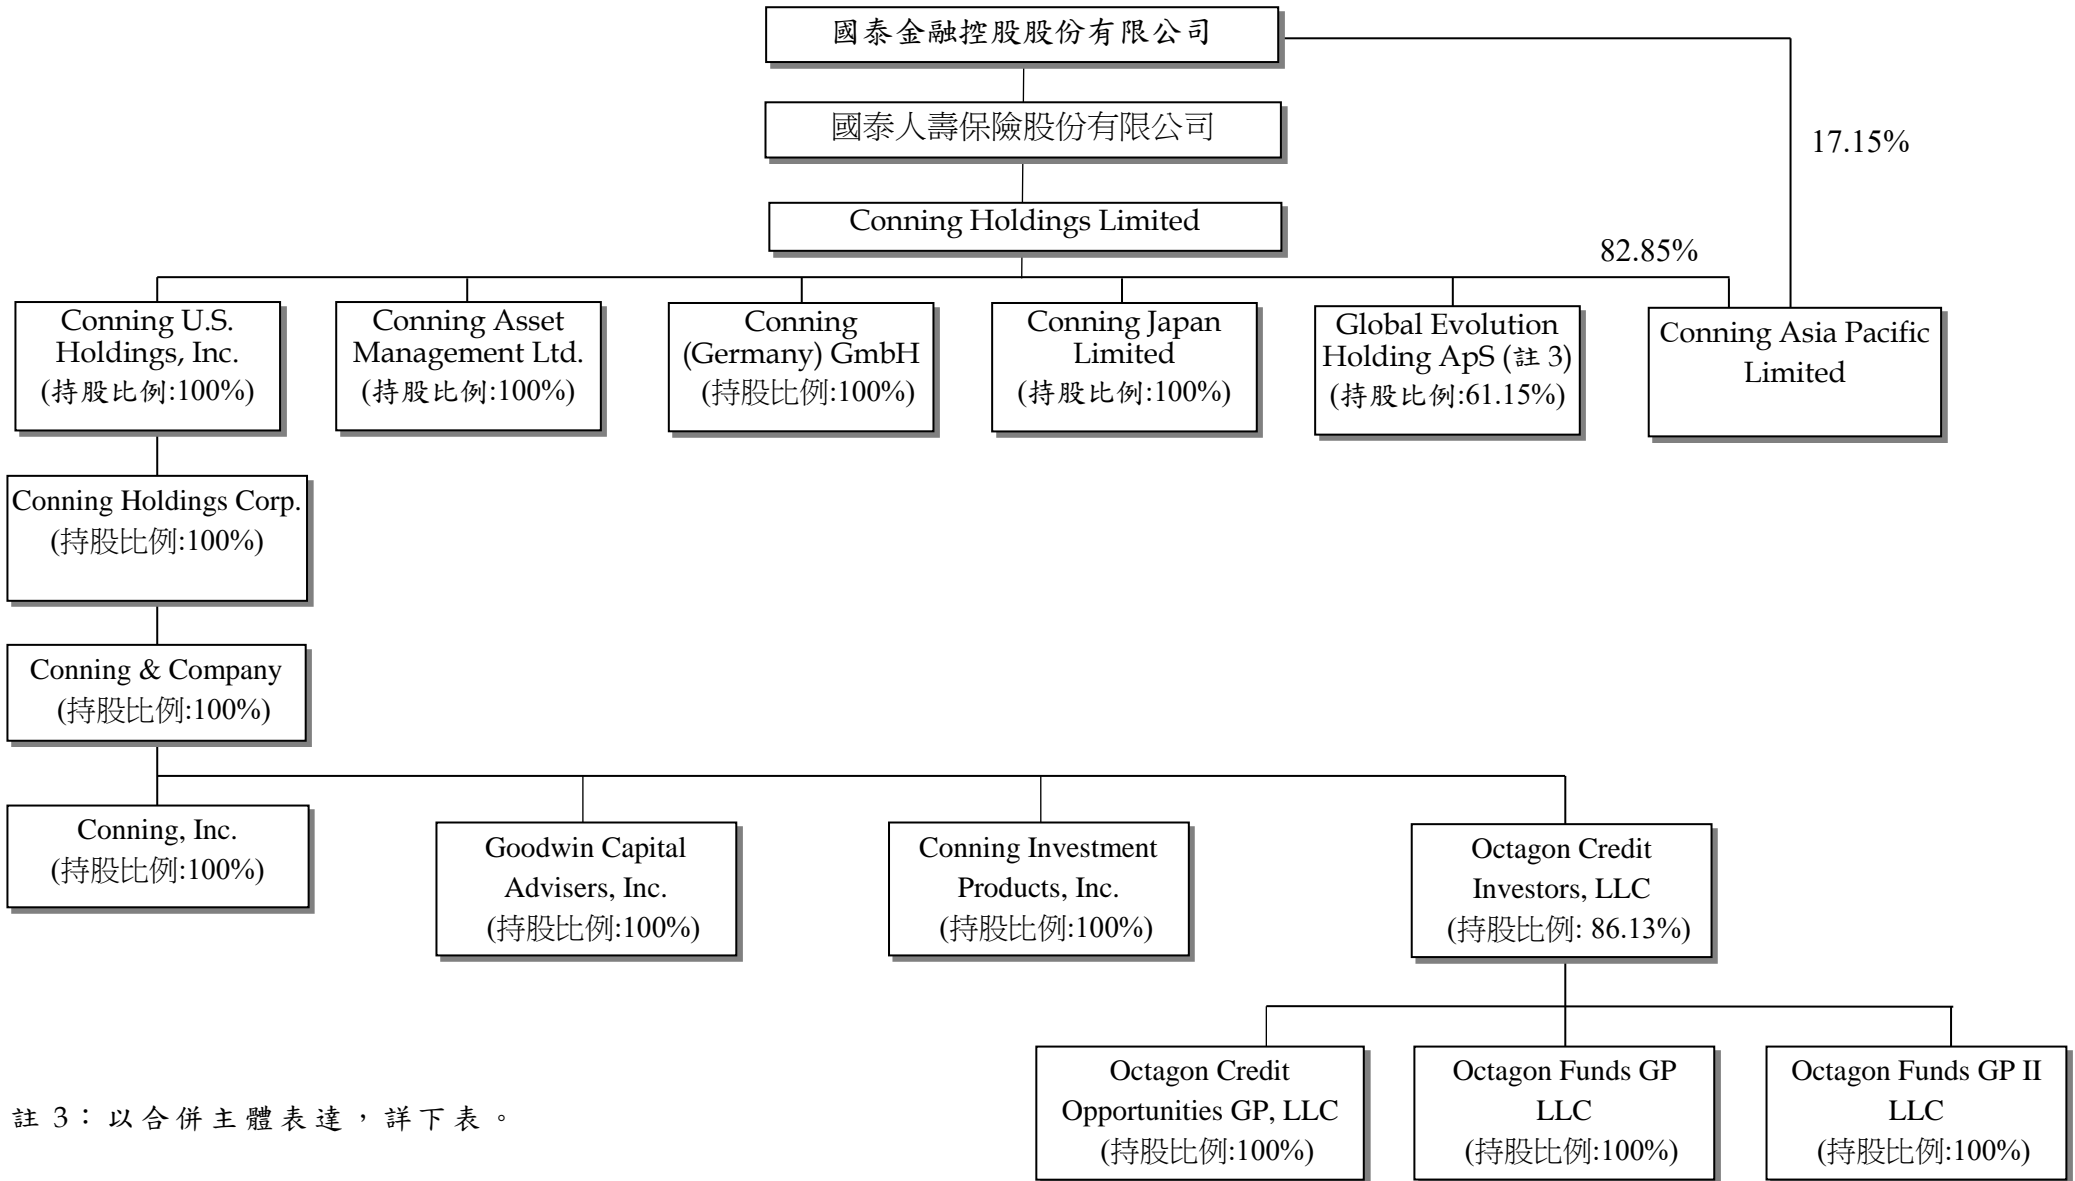 國泰金融控股股份有限公司
國泰人壽保險股份有限公司
17.15%
Conning Holdings Limited
82.85%
Conning U.S.
Holdings, Inc.
(持股比例:100%)
Conning Asset
Management Ltd.
(持股比例:100%)
Conning
(Germany) GmbH
(持股比例:100%)
Conning Japan
Limited
(持股比例:100%)
Global Evolution
Holding ApS (註 3)
(持股比例:61.15%)
Conning Asia Pacific
Limited
Conning Holdings Corp.
(持股比例:100%)
Conning & Company
(持股比例:100%)
Conning, Inc.
(持股比例:100%)
Goodwin Capital
Advisers, Inc.
(持股比例:100%)
Conning Investment
Products, Inc.
(持股比例:100%)
Octagon Credit
Investors, LLC
(持股比例: 86.13%)
Octagon Credit
Opportunities GP, LLC
(持股比例:100%)
Octagon Funds GP
LLC
(持股比例:100%)
Octagon Funds GP II
LLC
(持股比例:100%)
註 3：以合併主體表達，詳下表。